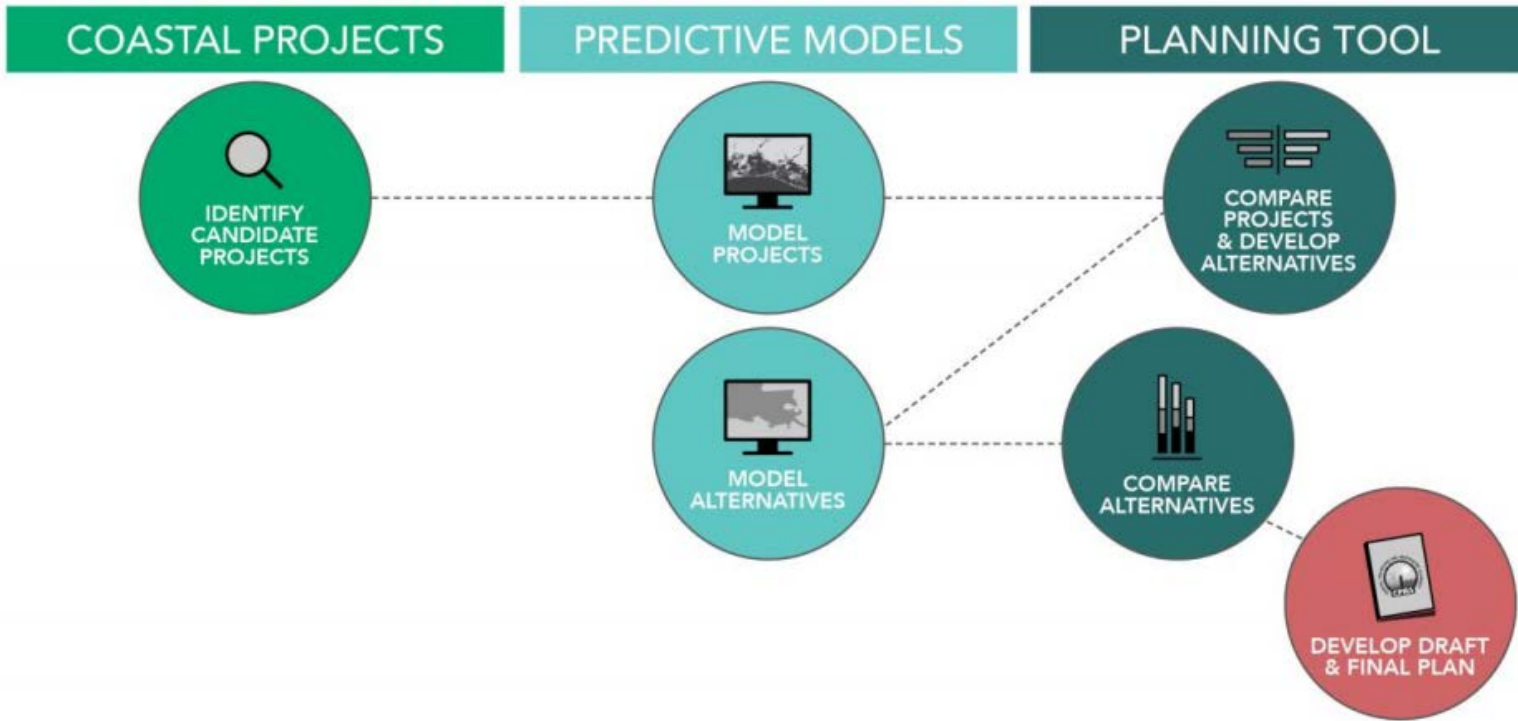 COASTAL PROJECTS
PREDICTIVE MODELS
PLANNING TOOL
IDENTIFY
CANDIDATE
PROJECTS
MODEL
PROJECTS
COMPARE
PROJECTS
& DEVELOP
ALTERNATIVES
MODEL
ALTERNATIVES
COMPARE
ALTERNATIVES
DEVELOP DRAFT
& FINAL PLAN